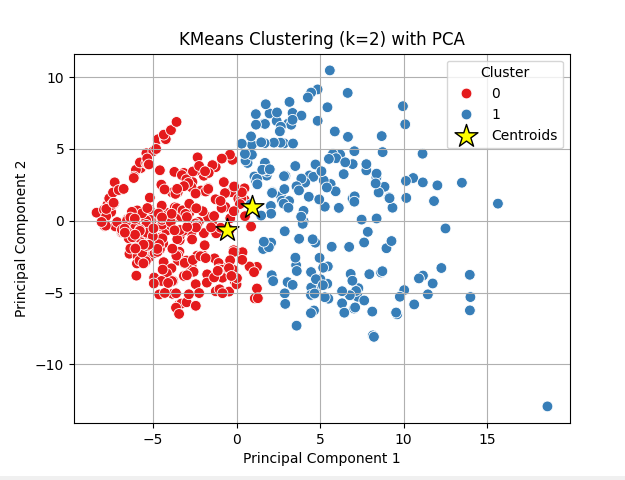 KMeans Clustering (k=2) with PCA
Cluster
0
1
Centroids
10
5
0
−5
−10
Principal Component 2
−5
0
5
10
15
Principal Component 1